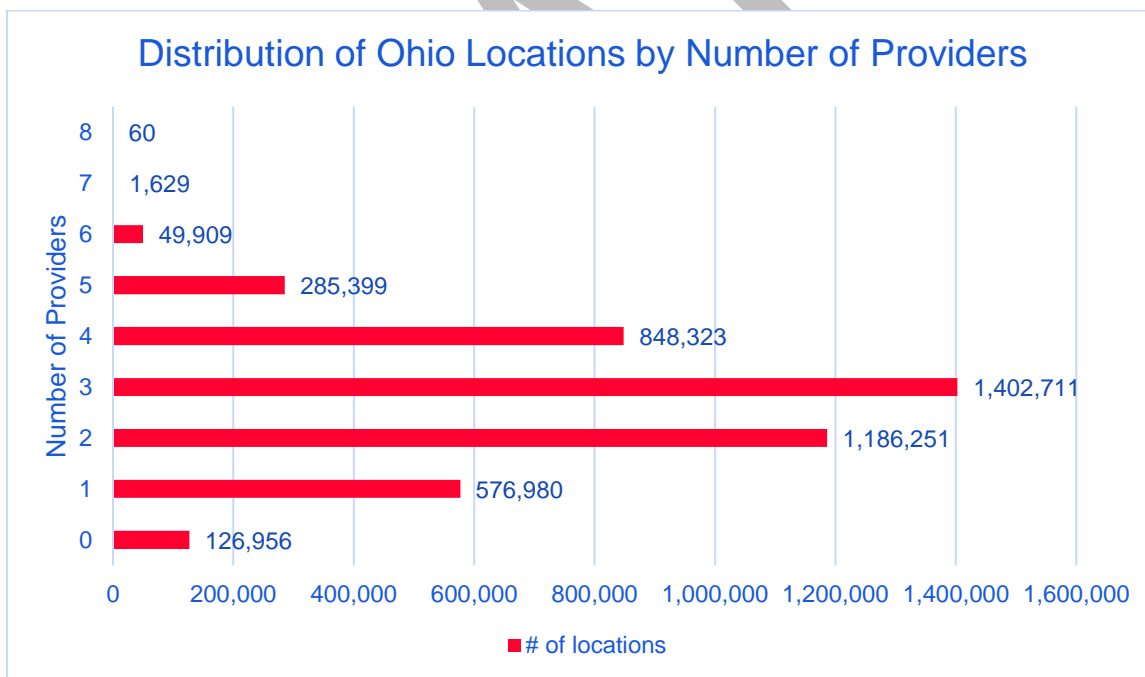 Distribution of Ohio Locations by Number of Providers
Number of Providers
8 60
7 1,629
6 49,909
5 285,399
4 848,323
3 1,402,711
2 1,186,251
1 576,980
0 126,956
0 200,000 400,000 600,000 800,000 1,000,000 1,200,000 1,400,000 1,600,000
# of locations